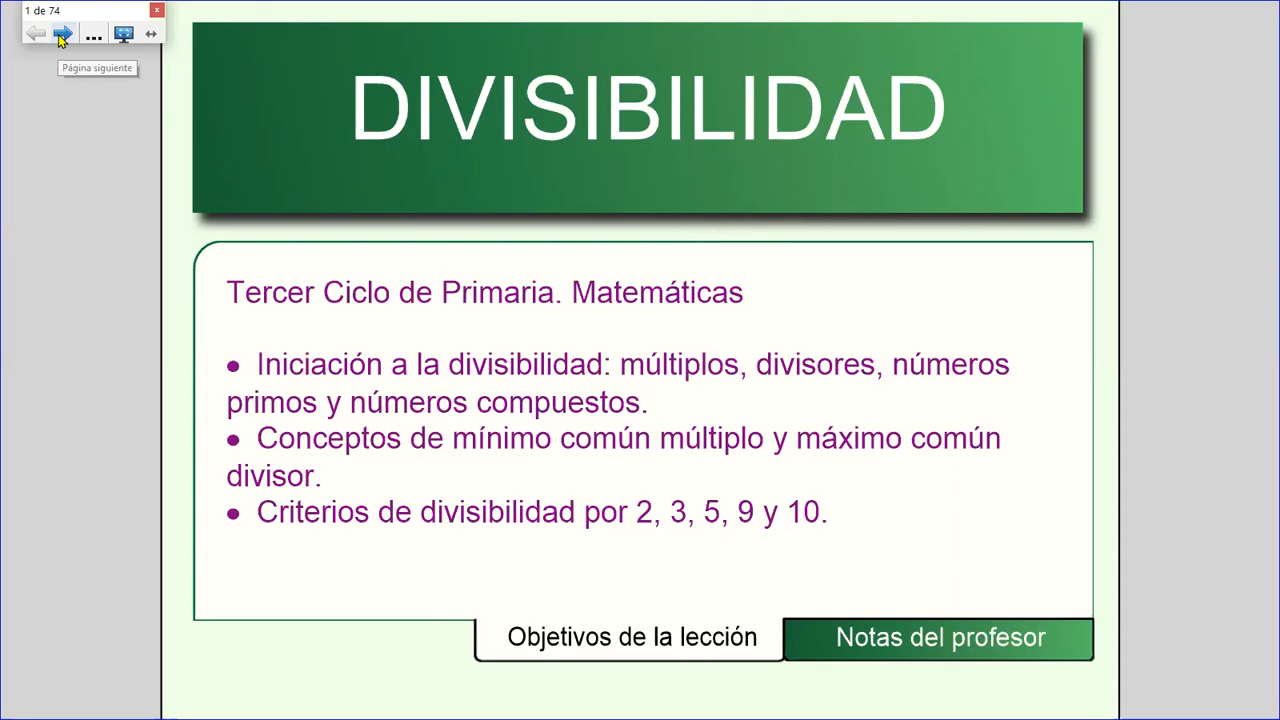 1 de 74
x
...
Página siguiente
DIVISIBILIDAD
Tercer Ciclo de Primaria. Matemáticas
● Iniciación a la divisibilidad: múltiplos, divisores, números
primos y números compuestos.
● Conceptos de mínimo común múltiplo y máximo común
divisor.
● Criterios de divisibilidad por 2, 3, 5, 9 y 10.
Objetivos de la lección
Notas del profesor